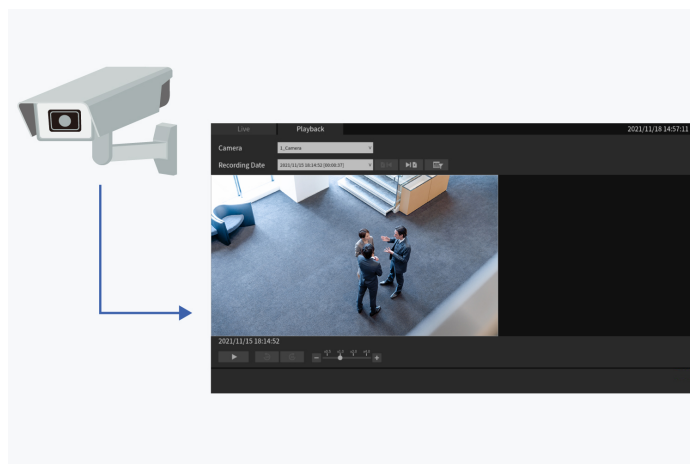 Live
Playback
2021/11/18 14:57:11
Camera
1_Camera
Recording Date
2021/11/15 18:14:52 [00:00:37]
2021/11/15 18:14:52